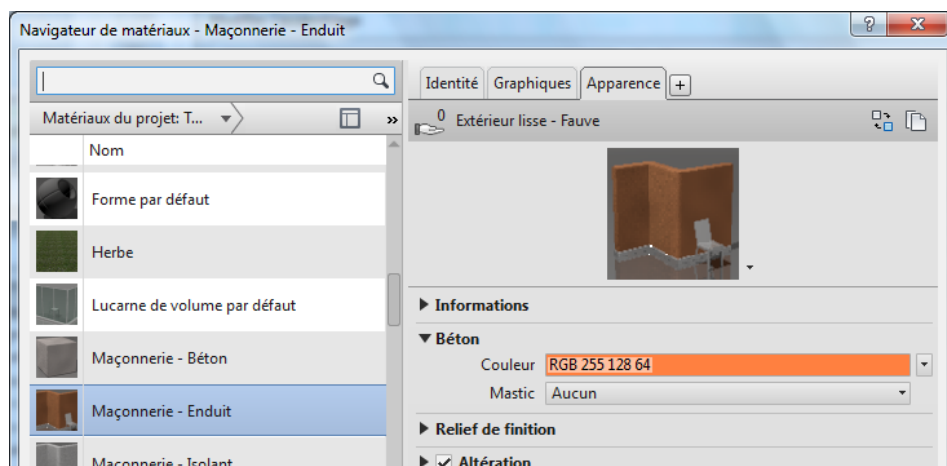 Navigateur de matériaux - Maçonnerie - Enduit
?
x
Matériaux du projet: T...
»
Nom
Forme par défaut
Herbe
Lucarne de volume par défaut
Maçonnerie - Béton
Maçonnerie - Enduit
Maçonnerie - Isolant
Identité Graphiques Apparence +
0 Extérieur lisse - Fauve
Informations
Béton
Couleur RGB 255 128 64
Mastic Aucun
Relief de finition
Altération